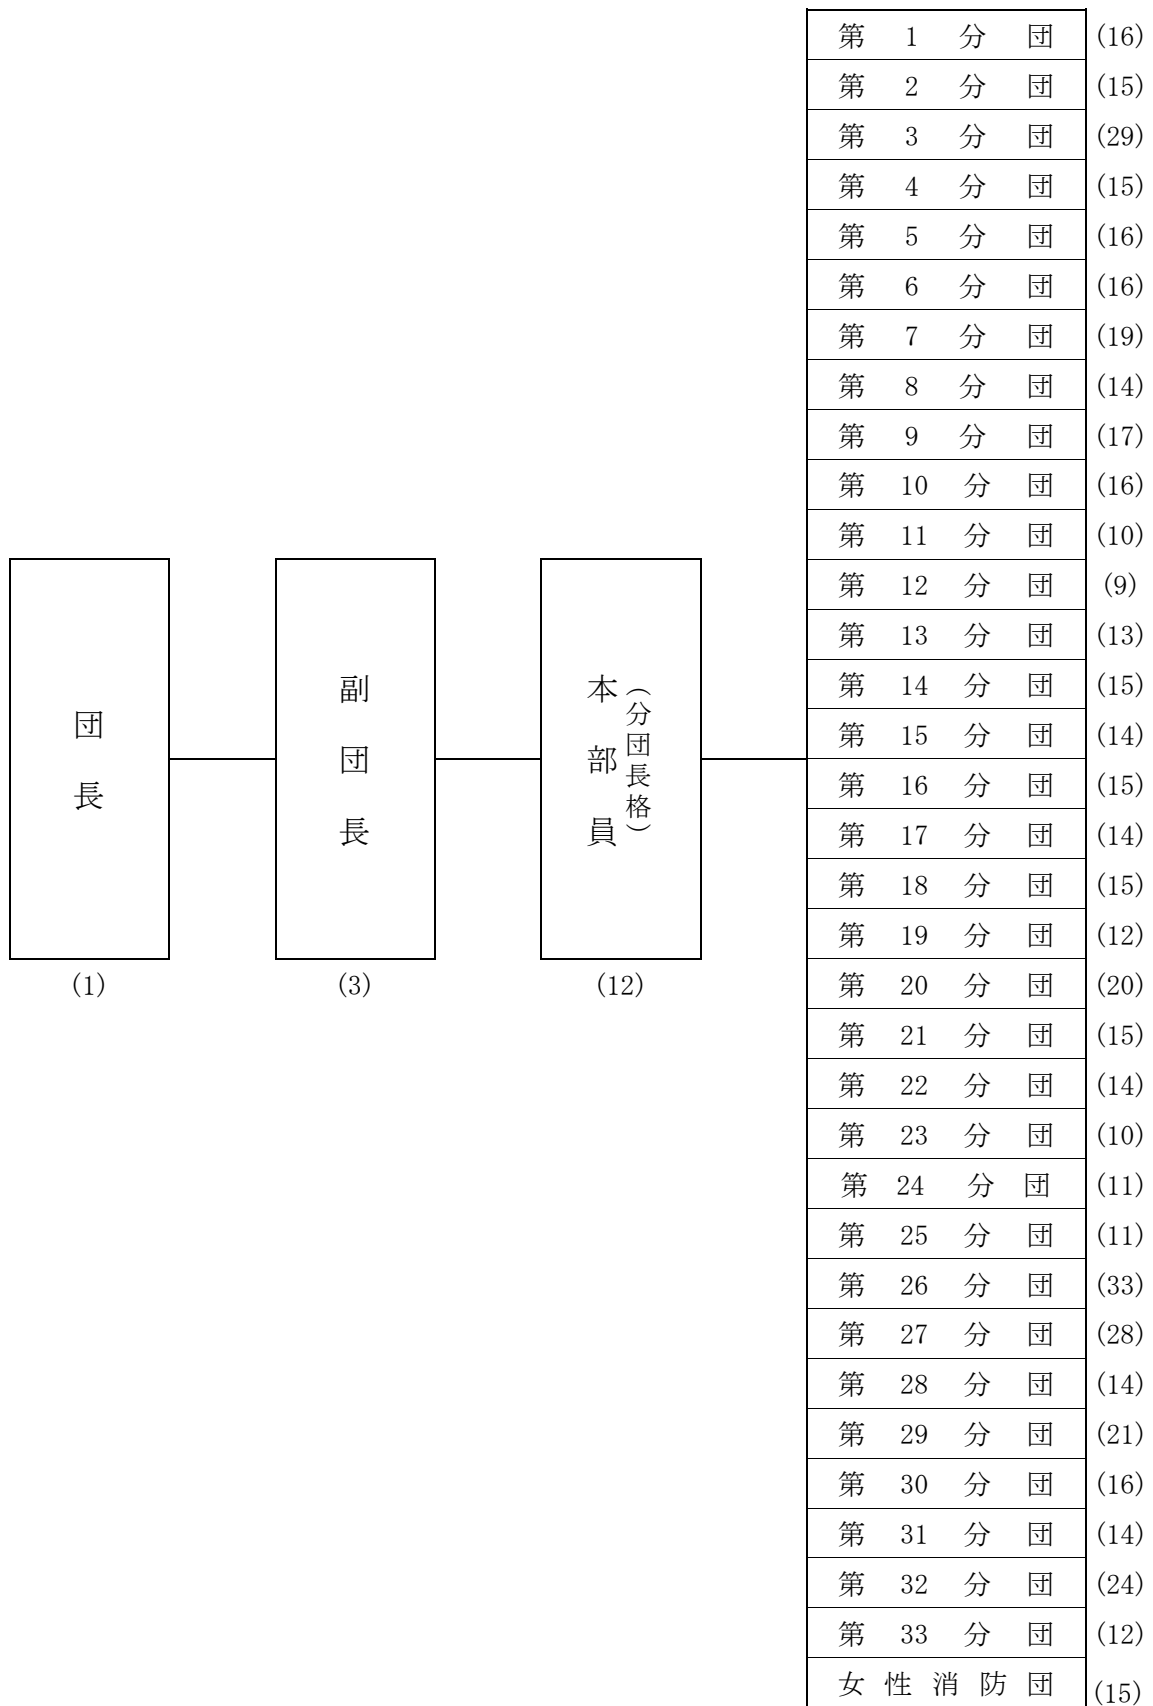 団長
(1)
副団長
(3)
本部員
(分団長格)
(12)
第 1 分 団 (16)
第 2 分 団 (15)
第 3 分 団 (29)
第 4 分 団 (15)
第 5 分 団 (16)
第 6 分 団 (16)
第 7 分 団 (19)
第 8 分 団 (14)
第 9 分 団 (17)
第 10 分 団 (16)
第 11 分 団 (10)
第 12 分 団 (9)
第 13 分 団 (13)
第 14 分 団 (15)
第 15 分 団 (14)
第 16 分 団 (15)
第 17 分 団 (14)
第 18 分 団 (15)
第 19 分 団 (12)
第 20 分 団 (20)
第 21 分 団 (15)
第 22 分 団 (14)
第 23 分 団 (10)
第 24 分 団 (11)
第 25 分 団 (11)
第 26 分 団 (33)
第 27 分 団 (28)
第 28 分 団 (14)
第 29 分 団 (21)
第 30 分 団 (16)
第 31 分 団 (14)
第 32 分 団 (24)
第 33 分 団 (12)
女 性 消 防 団 (15)